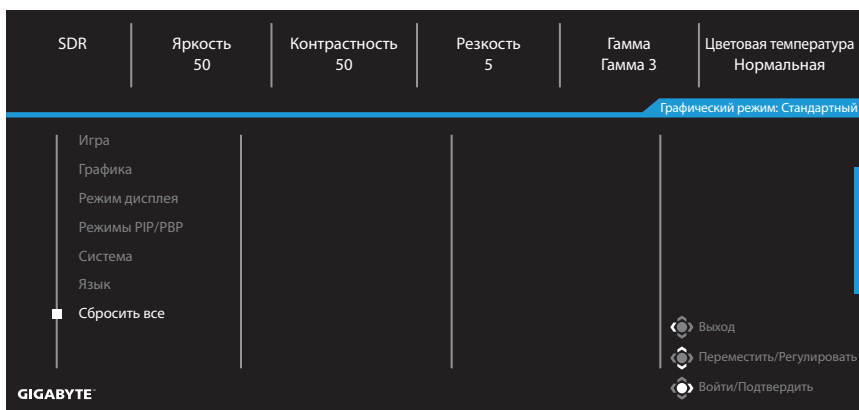 SDR
Яркость
50
Контрастность
50
Резкость
5
Гамма
Гамма 3
Цветовая температура
Нормальная
Графический режим: Стандартный
Игра
Графика
Режим дисплея
Режимы PIP/PBP
Система
Язык
Сбросить все
Выход
Переместить/Регулировать
Войти/Подтвердить
GIGABYTE™